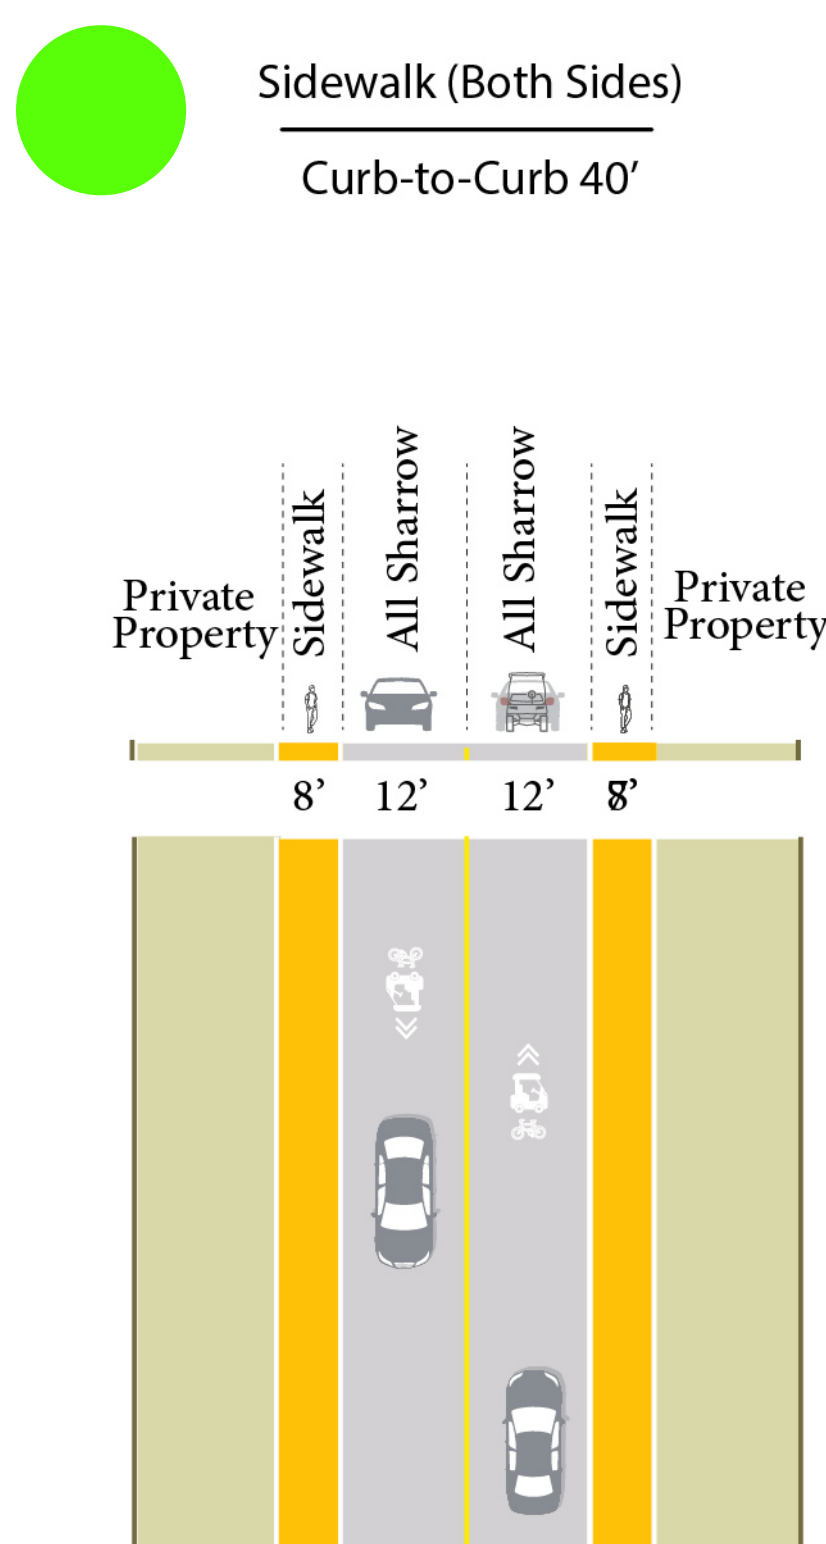 Sidewalk (Both Sides)
Curb-to-Curb 40’
Private
Property
Sidewalk
All Sharrow
All Sharrow
Sidewalk
Private
Property
8’
12’
12’